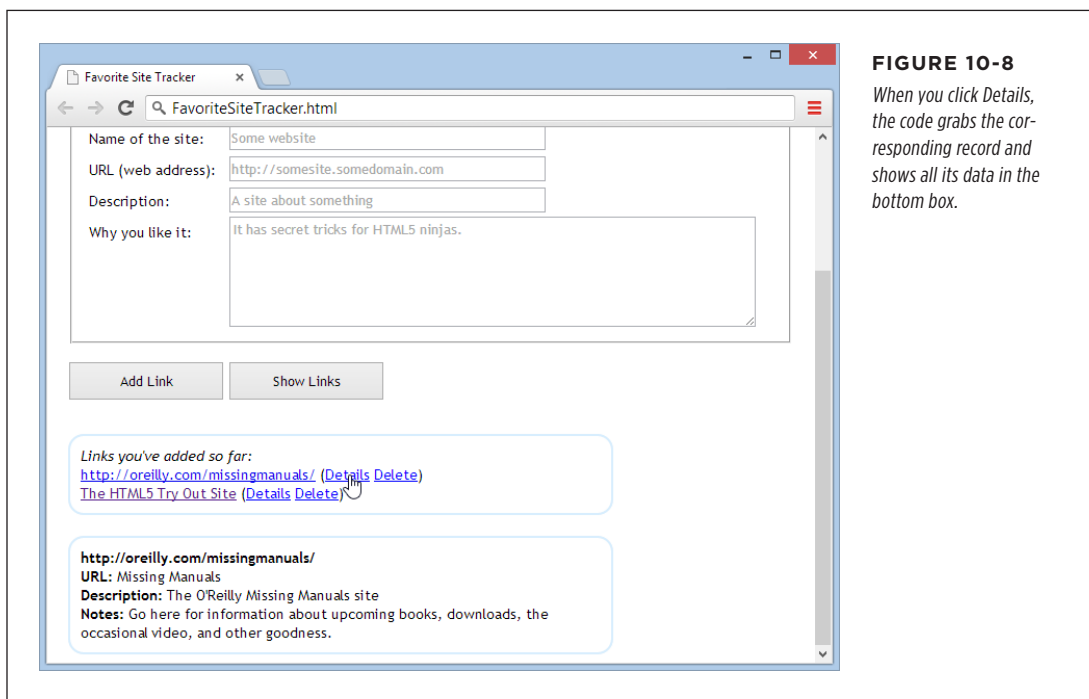 Favorite Site Tracker
FavoriteSiteTracker.html
Name of the site: Some website
URL (web address): http://somesite.somedomain.com
Description: A site about something
Why you like it: It has secret tricks for HTML5 ninjas.
Add Link Show Links
Links you've added so far:
http://oreilly.com/missingmanuals/ (Details Delete)
The HTML5 Try Out Site (Details Delete)
http://oreilly.com/missingmanuals/
URL: Missing Manuals
Description: The O'Reilly Missing Manuals site
Notes: Go here for information about upcoming books, downloads, the
occasional video, and other goodness.
FIGURE 10-8
When you click Details,
the code grabs the cor-
responding record and
shows all its data in the
bottom box.